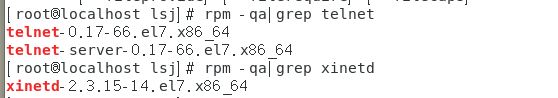 [root@localhost lsj]# rpm -qa|grep telnet
telnet-0.17-66.el7.x86_64
telnet-server-0.17-66.el7.x86_64
[root@localhost lsj]# rpm -qa|grep xinetd
xinetd-2.3.15-14.el7.x86_64